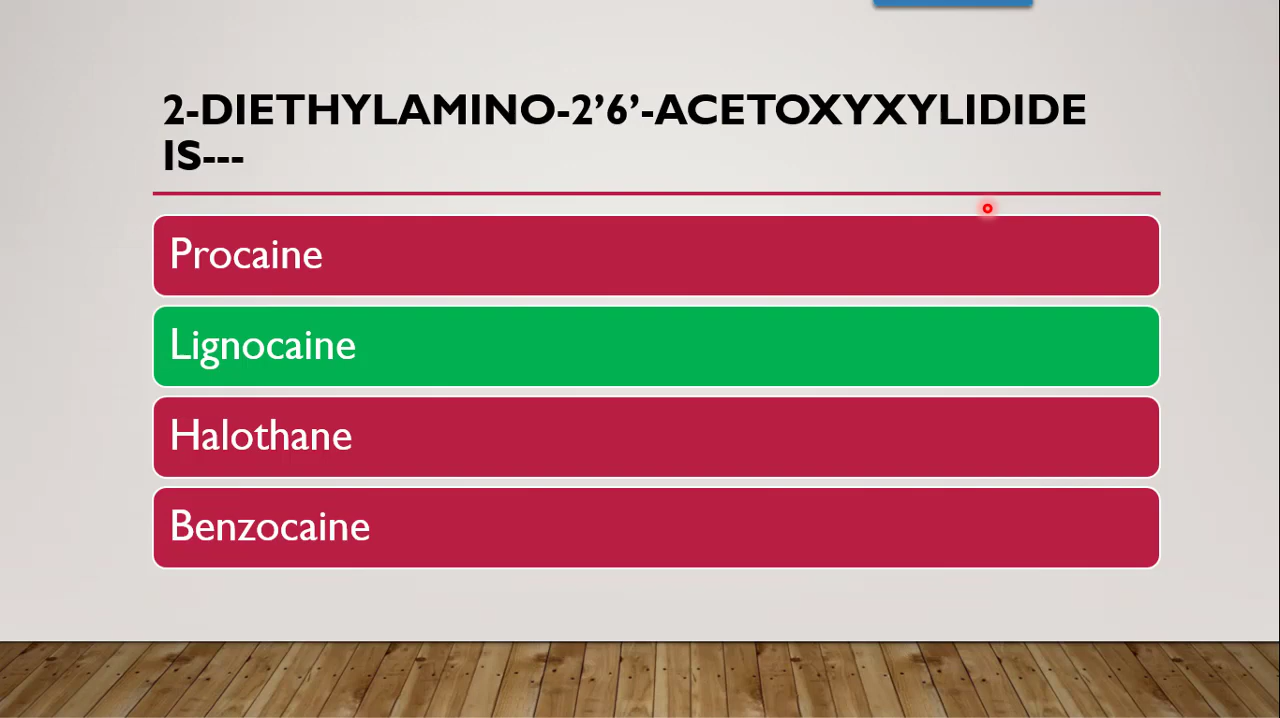 2-DIETHYLAMINO-2’6’-ACETOXYXYLIDIDE
IS---
Procaine
Lignocaine
Halothane
Benzocaine